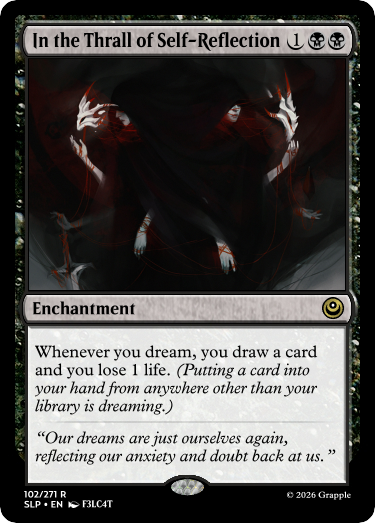 In the Thrall of Self-Reflection 1
Enchantment
Whenever you dream, you draw a card
and you lose 1 life. (Putting a card into
your hand from anywhere other than your
library is dreaming.)
“Our dreams are just ourselves again,
reflecting our anxiety and doubt back at us.”
102/271 R
SLP • EN F3LC4T
© 2026 Grapple